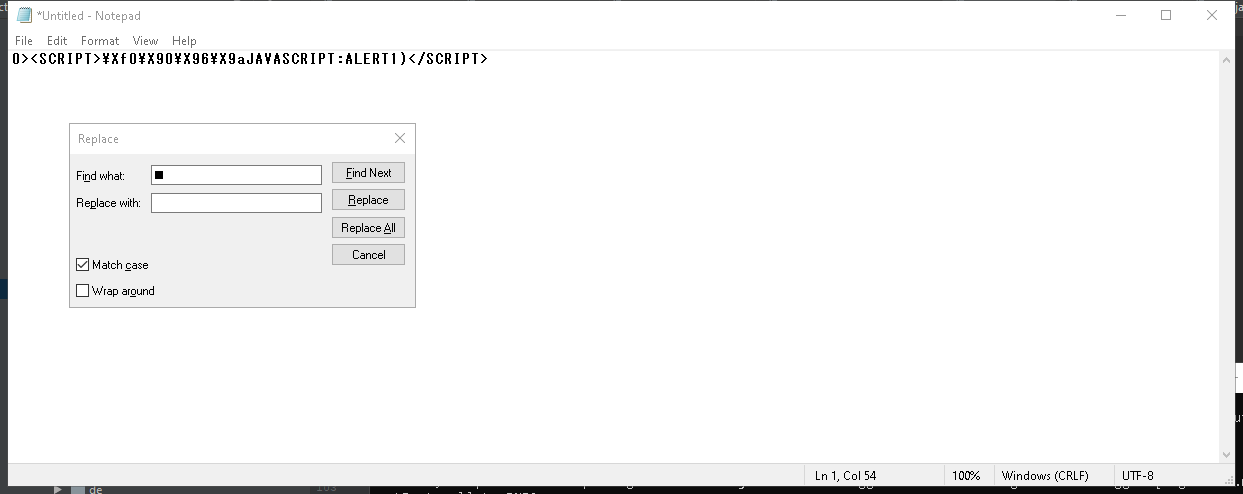 *Untitled - Notepad
File Edit Format View Help
0><SCRIPT>¥Xf0¥X90¥X96¥X9aJAVASCRIPT:ALERT1)</SCRIPT>
Replace
Find what: ■
Find Next
Replace with:
Replace
Replace All
Cancel
Match case
Wrap around
Ln 1, Col 54
100%
Windows (CRLF)
UTF-8
de